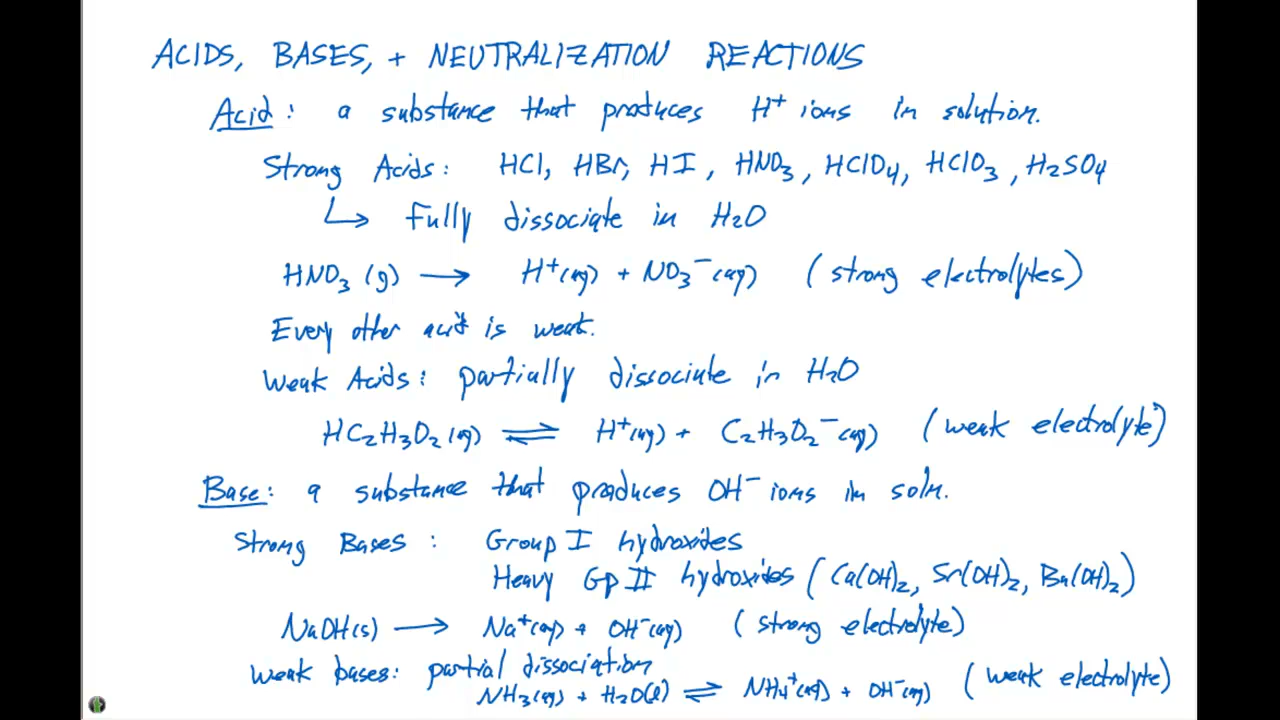 ACIDS, BASES, + NEUTRALIZATION REACTIONS
Acid: a substance that produces H⁺ ions in solution.
Strong Acids: HCl, HBr, HI, HNO₃, HClO₄, HClO₃, H₂SO₄
↳ Fully dissociate in H₂O
HNO₃ (g) → H⁺(aq) + NO₃⁻(aq) (strong electrolytes)
Every other acid is weak.
Weak Acids: partially dissociate in H₂O
HC₂H₃O₂(aq) ⇌ H⁺(aq) + C₂H₃O₂⁻(aq) (weak electrolyte)
Base: a substance that produces OH⁻ ions in soln.
Strong Bases: Group I hydroxides
Heavy Gp II hydroxides (Ca(OH)₂, Sr(OH)₂, Ba(OH)₂)
NaOH(s) → Na⁺(aq) + OH⁻(aq) (strong electrolyte)
Weak bases: partial dissociation
NH₃(aq) + H₂O(l) ⇌ NH₄⁺(aq) + OH⁻(aq) (weak electrolyte)